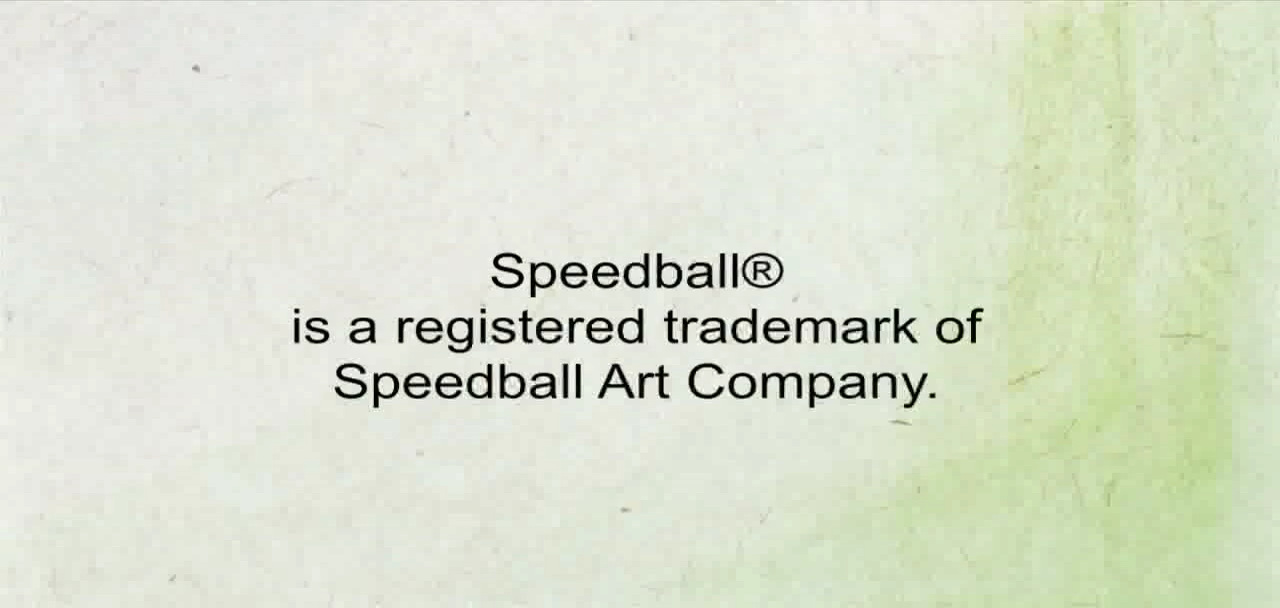 Speedball®
is a registered trademark of
Speedball Art Company.